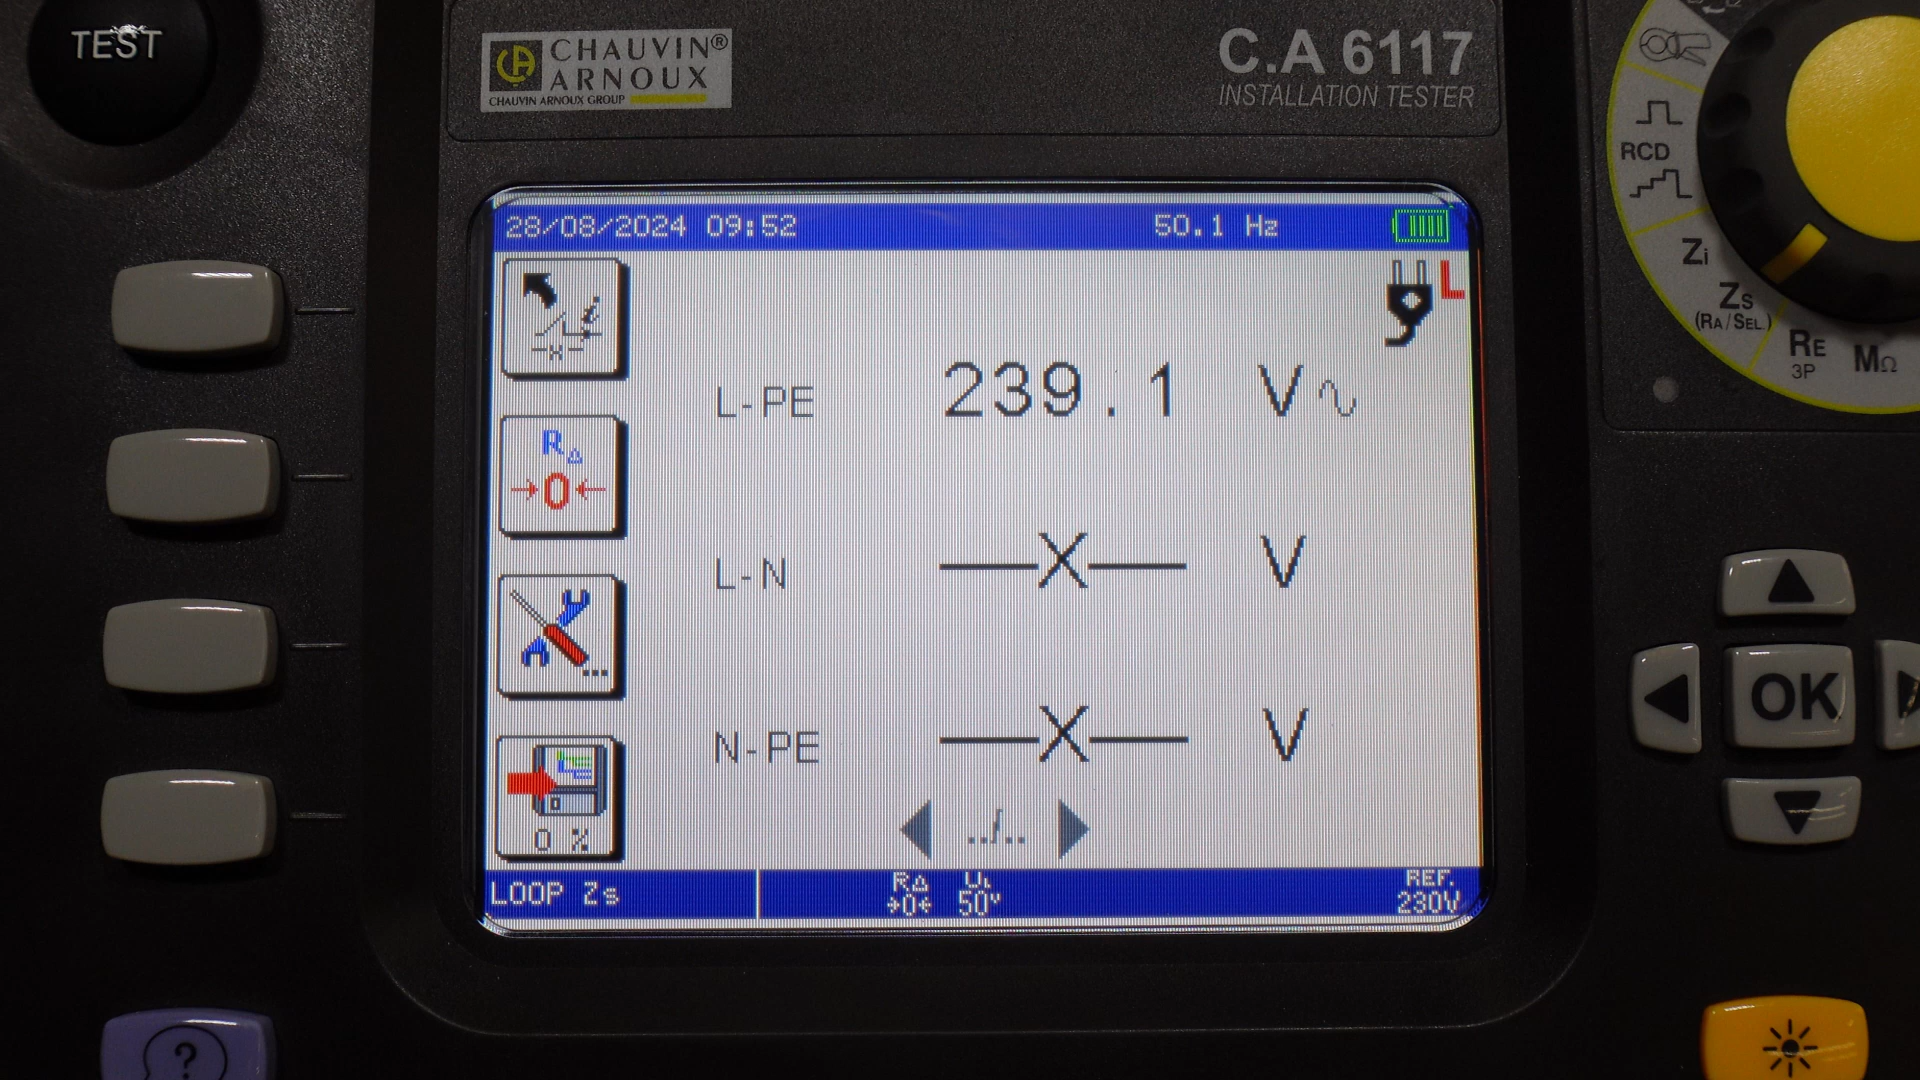 TEST
CHAUVIN®
ARNOUX
CHAUVIN ARNOUX GROUP
C.A 6117
INSTALLATION TESTER
28/08/2024 09:52
50.1 Hz
L
RΔ
→0←
0 %
L-PE 239.1 V
L-N —X— V
N-PE —X— V
../..
LOOP Zs
RΔ
→0←
UL
50V
REF.
230V
RCD
Zi
Zs
(RA/SEL.)
RE
3P
MΩ
OK
?